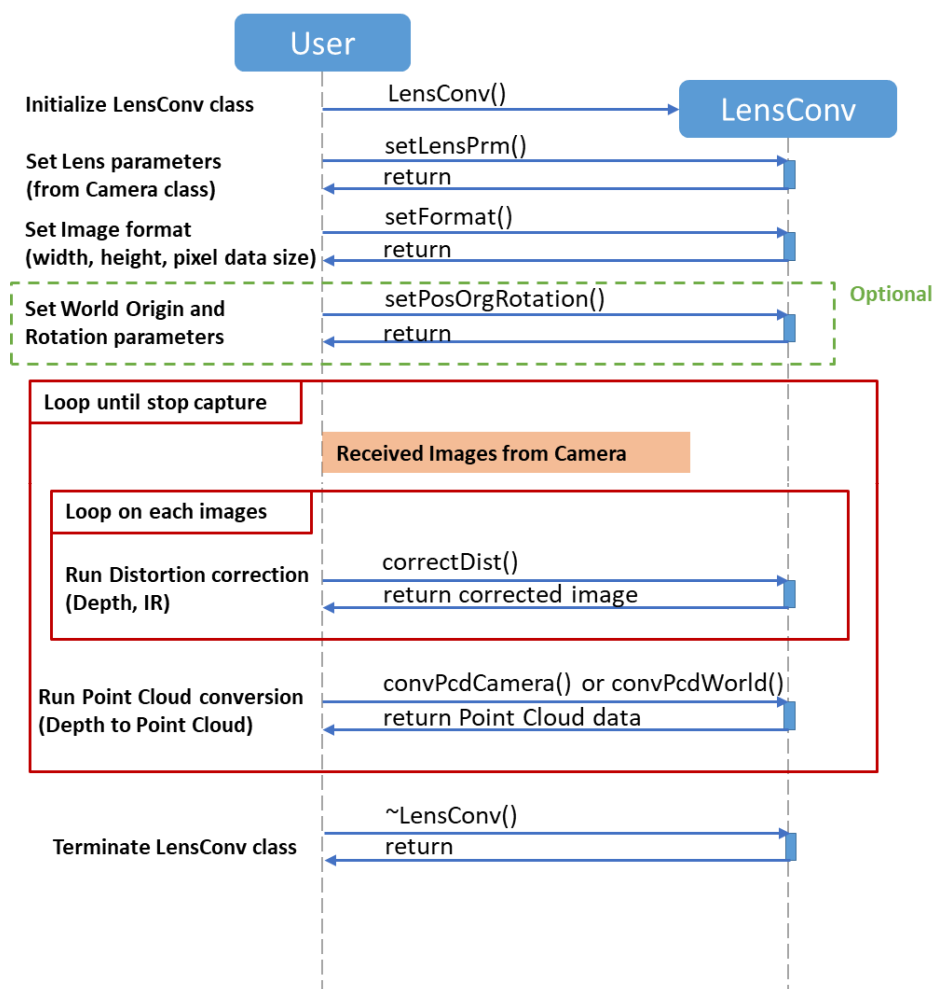 User
LensConv
Initialize LensConv class
LensConv()
Set Lens parameters
(from Camera class)
setLensPrm()
return
Set Image format
(width, height, pixel data size)
setFormat()
return
Optional
Set World Origin and
Rotation parameters
setPosOrgRotation()
return
Loop until stop capture
Received Images from Camera
Loop on each images
Run Distortion correction
(Depth, IR)
correctDist()
return corrected image
Run Point Cloud conversion
(Depth to Point Cloud)
convPcdCamera() or convPcdWorld()
return Point Cloud data
Terminate LensConv class
~LensConv()
return